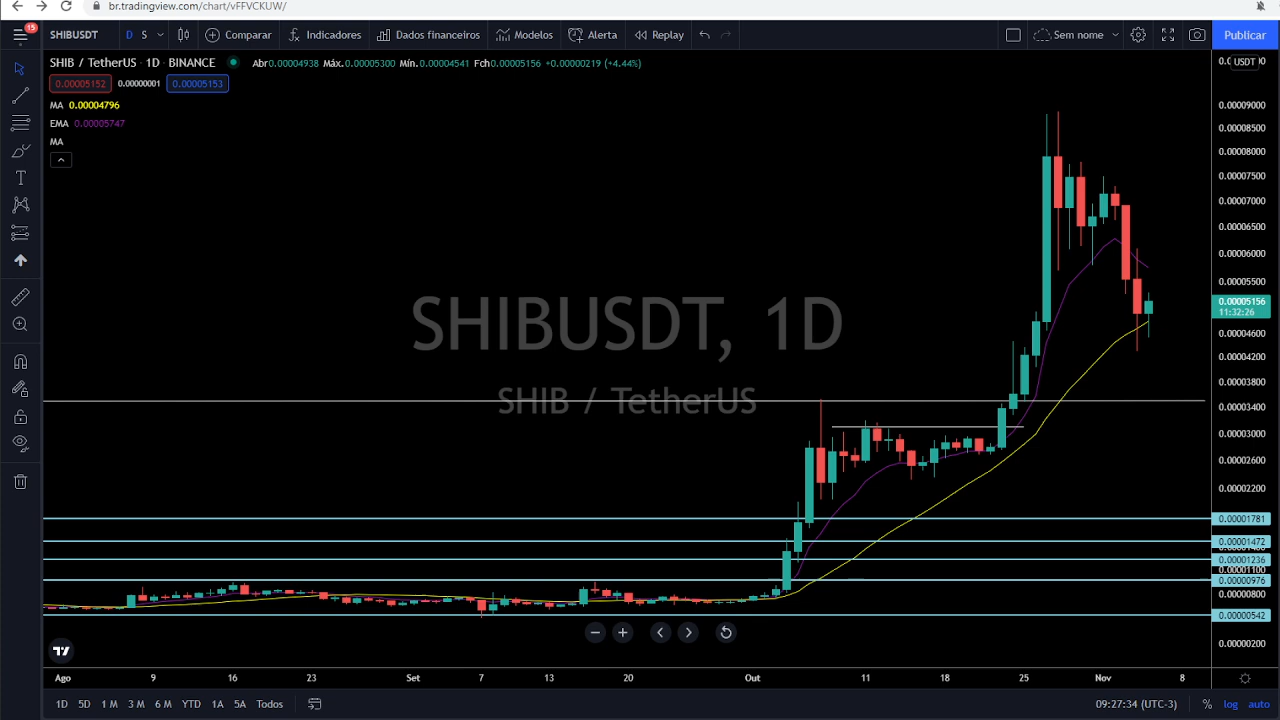 br.tradingview.com/chart/vFFVCKUW/
15
SHIBUSDT D S Comparar Indicadores Dados financeiros Modelos Alerta Replay Sem nome Publicar
SHIB / TetherUS · 1D · BINANCE Abr0.00004938 Máx.0.00005300 Mín.0.00004541 Fch0.00005156 +0.00000219 (+4.44%)
USDT
0.00005152 0.00000001 0.00005153
MA 0.00004796
EMA 0.00005747
MA
0.00009000
0.00008500
0.00008000
0.00007500
0.00007000
0.00006500
0.00006000
0.00005500
0.00005156
11:32:26
0.00004600
0.00004200
0.00003800
0.00003400
0.00003000
0.00002600
0.00002200
0.00001781
0.00001472
0.00001236
0.00001100
0.00000976
0.00000800
0.00000542
0.00000200
SHIBUSDT, 1D
SHIB / TetherUS
Ago 9 16 23 Set 7 13 20 Out 11 18 25 Nov 8
1D 5D 1 M 3 M 6 M YTD 1A 5A Todos 09:27:34 (UTC-3) % log auto